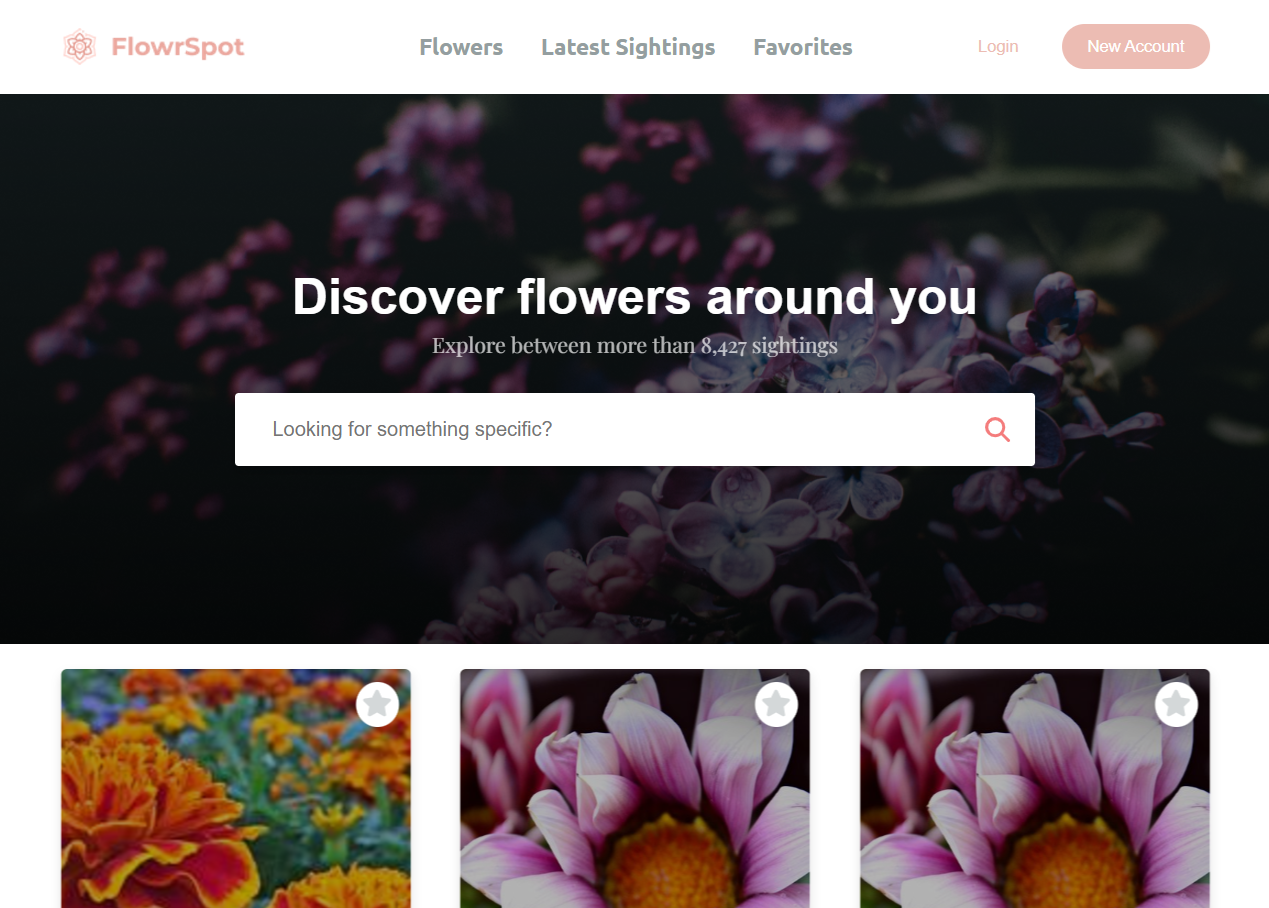 FlowrSpot
Flowers
Latest Sightings
Favorites
Login
New Account
Discover flowers around you
Explore between more than 8,427 sightings
Looking for something specific?